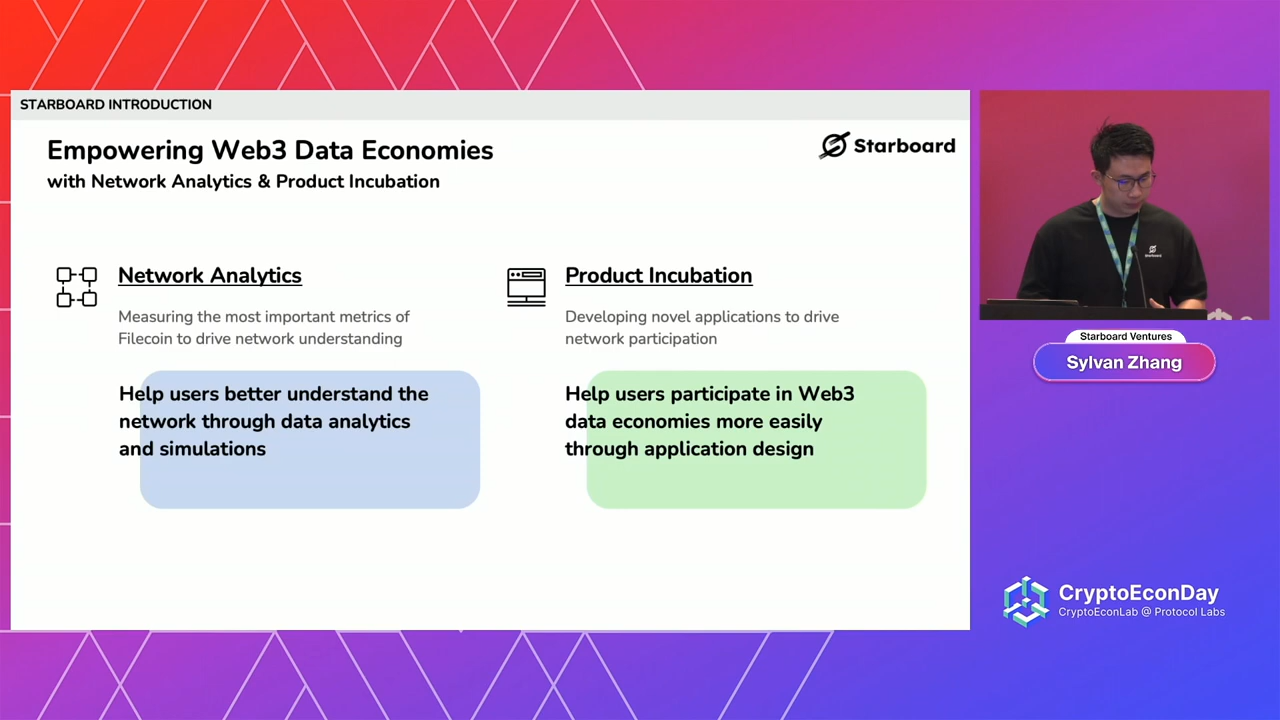 STARBOARD INTRODUCTION
Empowering Web3 Data Economies
with Network Analytics & Product Incubation
Starboard
Network Analytics
Measuring the most important metrics of
Filecoin to drive network understanding
Help users better understand the
network through data analytics
and simulations
Product Incubation
Developing novel applications to drive
network participation
Help users participate in Web3
data economies more easily
through application design
Starboard
Starboard Ventures
Sylvan Zhang
CryptoEconDay
CryptoEconLab @ Protocol Labs